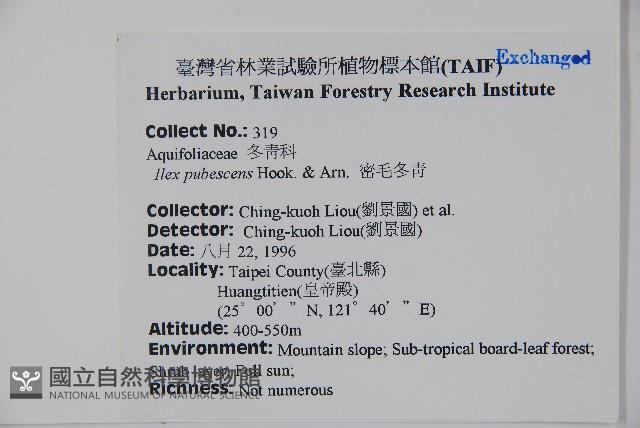 Exchanged
臺灣省林業試驗所植物標本館(TAIF)
Herbarium, Taiwan Forestry Research Institute
Collect No.: 319
Aquifoliaceae 冬青科
Ilex pubescens Hook. & Arn. 密毛冬青
Collector: Ching-kuoh Liou(劉景國) et al.
Detector: Ching-kuoh Liou(劉景國)
Date: 八月 22, 1996
Locality: Taipei County(臺北縣)
Huangtitien(皇帝殿)
(25° 00’ ” N, 121° 40’ ” E)
Altitude: 400-550m
Environment: Mountain slope; Sub-tropical board-leaf forest;
Shrub layer; Full sun;
Richness: Not numerous
國立自然科學博物館
NATIONAL MUSEUM OF NATURAL SCIENCE